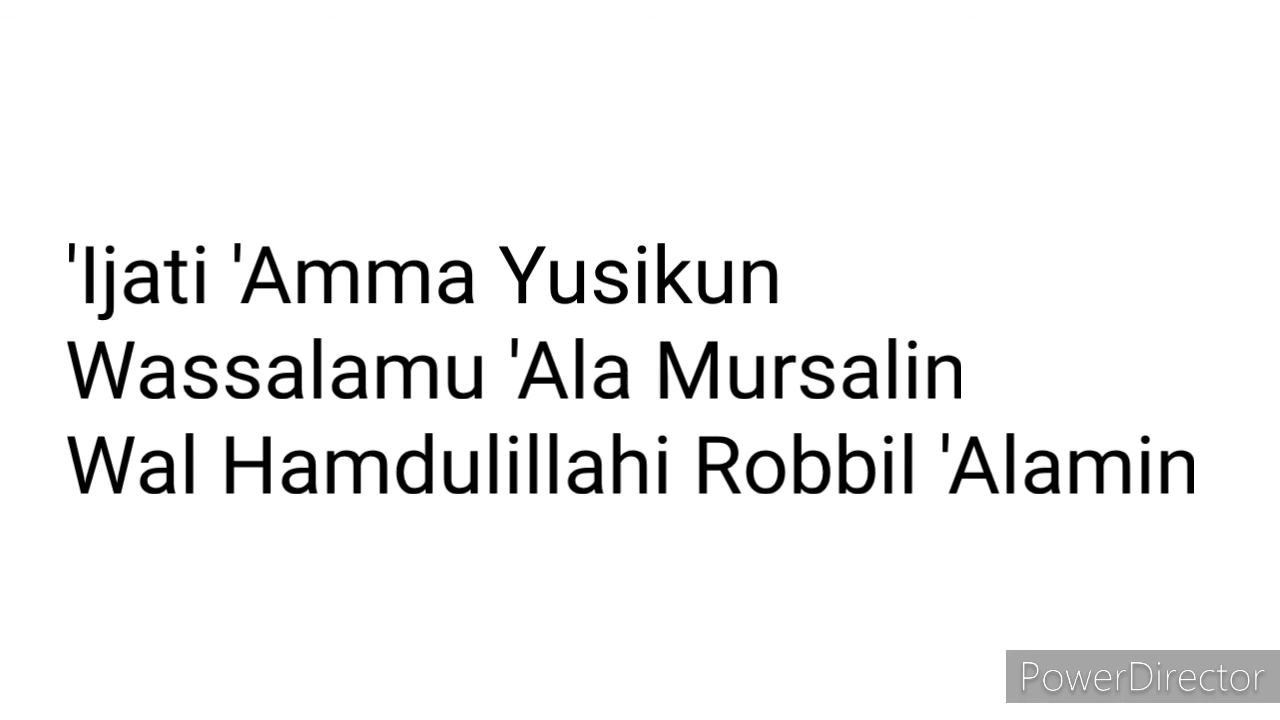 'Ijati 'Amma Yusikun
Wassalamu 'Ala Mursalin
Wal Hamdulillahi Robbil 'Alamin
PowerDirector